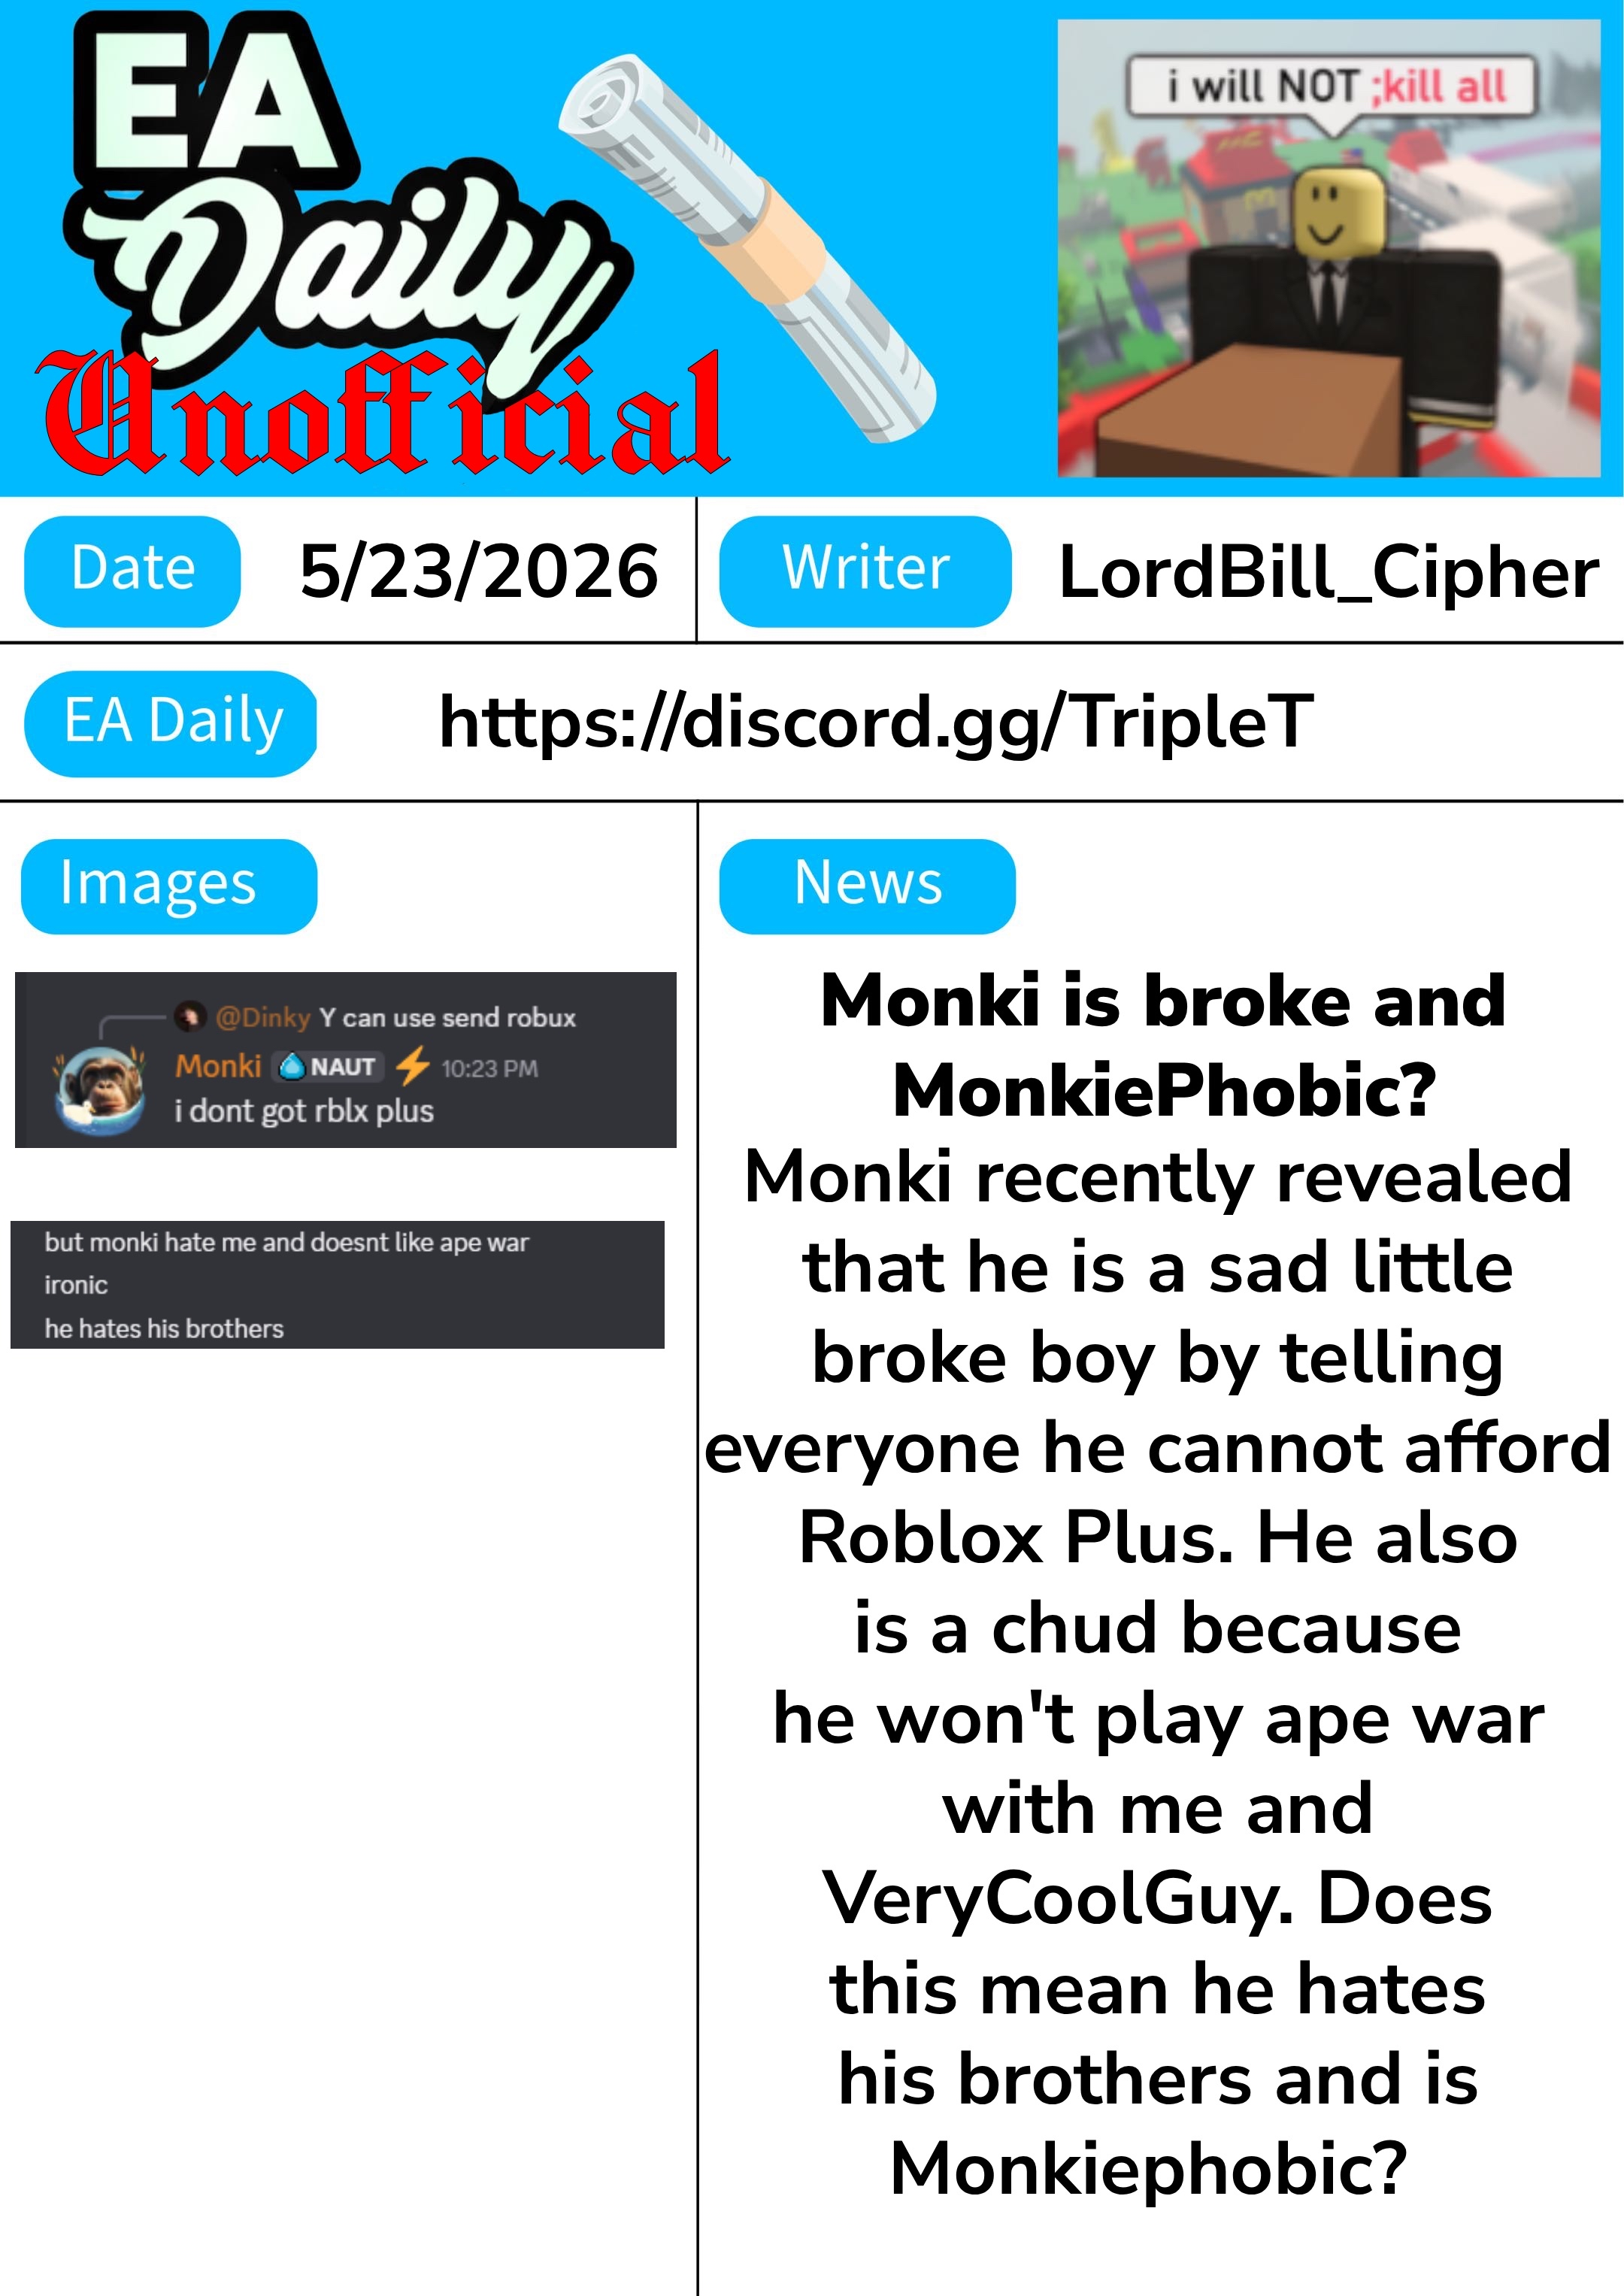 EA
Daily
Unofficial
i will NOT ;kill all
Date
5/23/2026
Writer
LordBill_Cipher
EA Daily
https://discord.gg/TripleT
Images
@Dinky Y can use send robux
Monki NAUT 10:23 PM
i dont got rblx plus
but monki hate me and doesnt like ape war
ironic
he hates his brothers
News
Monki is broke and
MonkiePhobic?
Monki recently revealed
that he is a sad little
broke boy by telling
everyone he cannot afford
Roblox Plus. He also
is a chud because
he won't play ape war
with me and
VeryCoolGuy. Does
this mean he hates
his brothers and is
Monkiephobic?